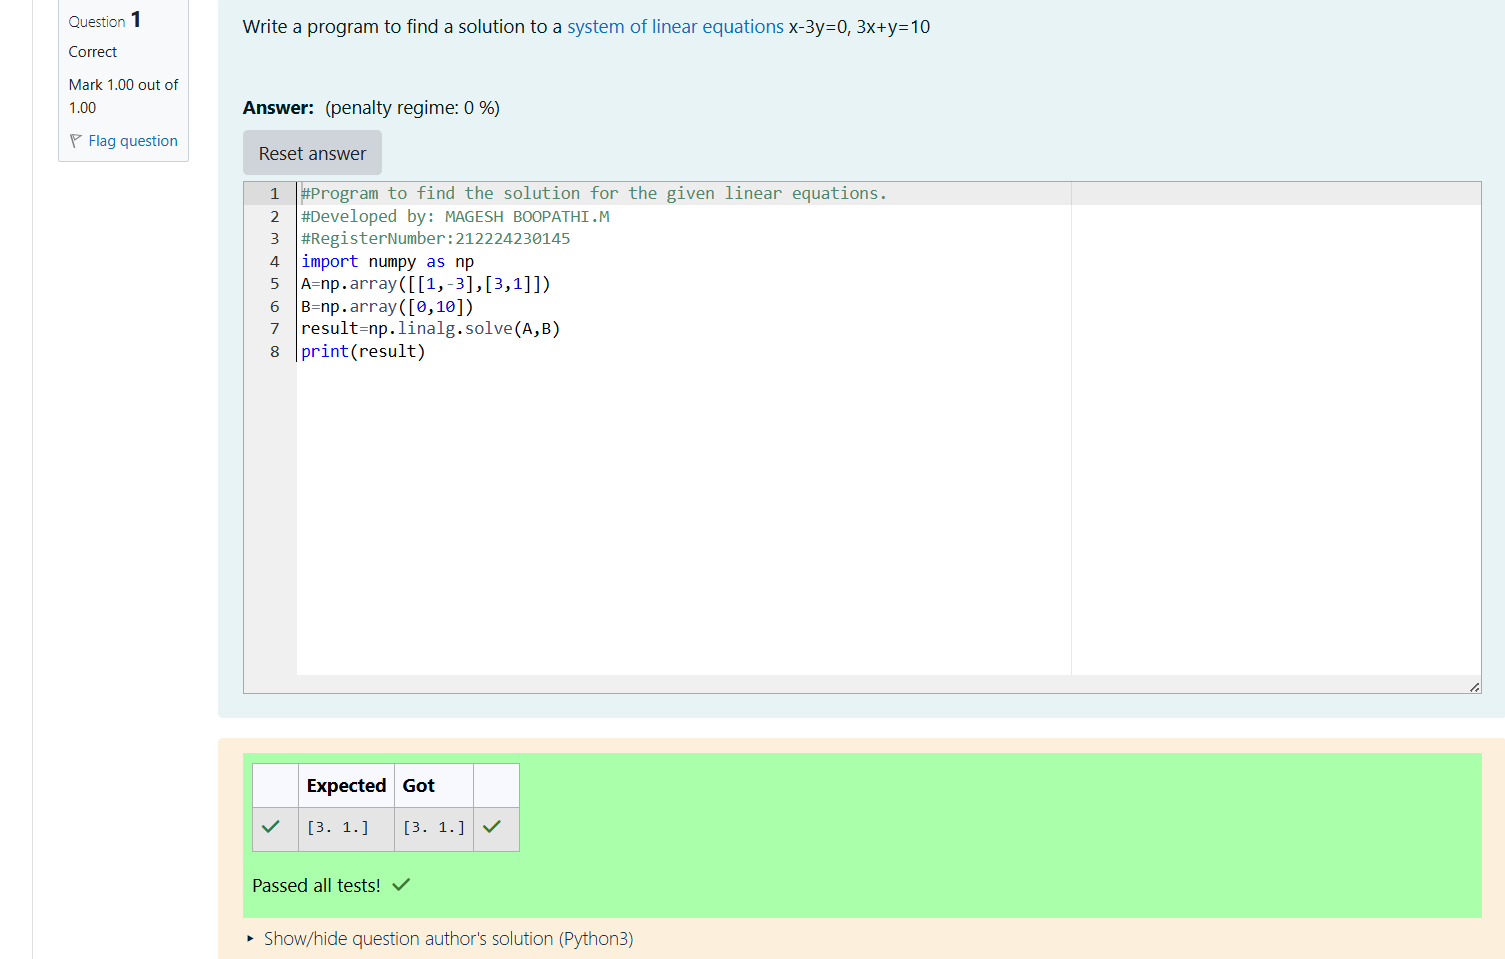 Question 1
Correct
Mark 1.00 out of
1.00
Flag question
Write a program to find a solution to a system of linear equations x-3y=0, 3x+y=10
Answer: (penalty regime: 0 %)
Reset answer
1 #Program to find the solution for the given linear equations.
2 #Developed by: MAGESH BOOPATHI.M
3 #RegisterNumber:212224230145
4 import numpy as np
5 A=np.array([[1,-3],[3,1]])
6 B=np.array([0,10])
7 result=np.linalg.solve(A,B)
8 print(result)
Expected Got
[3. 1.] [3. 1.]
Passed all tests!
Show/hide question author's solution (Python3)